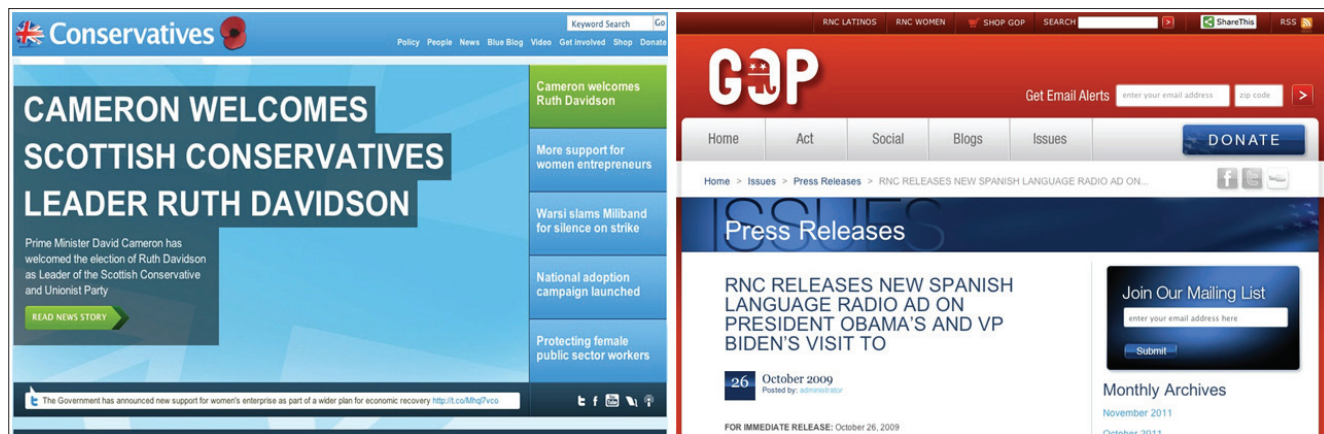 Conservatives
Keyword Search Go
Policy People News Blue Blog Video Get involved Shop Donate
CAMERON WELCOMES
SCOTTISH CONSERVATIVES
LEADER RUTH DAVIDSON
Prime Minister David Cameron has
welcomed the election of Ruth Davidson
as Leader of the Scottish Conservative
and Unionist Party
READ NEWS STORY
Cameron welcomes
Ruth Davidson
More support for
women entrepreneurs
Warsi slams Miliband
for silence on strike
National adoption
campaign launched
Protecting female
public sector workers
The Government has announced new support for women's enterprise as part of a wider plan for economic recovery http://t.co/Mhql7vco
RNC LATINOS RNC WOMEN SHOP GOP SEARCH ShareThis RSS
GOP
Get Email Alerts enter your email address zip code
Home Act Social Blogs Issues DONATE
Home > Issues > Press Releases > RNC RELEASES NEW SPANISH LANGUAGE RADIO AD ON...
ISSUES
Press Releases
RNC RELEASES NEW SPANISH
LANGUAGE RADIO AD ON
PRESIDENT OBAMA'S AND VP
BIDEN'S VISIT TO
26 October 2009
Posted by: administrator
FOR IMMEDIATE RELEASE: October 26, 2009
Join Our Mailing List
enter your email address here
Submit
Monthly Archives
November 2011
October 2011